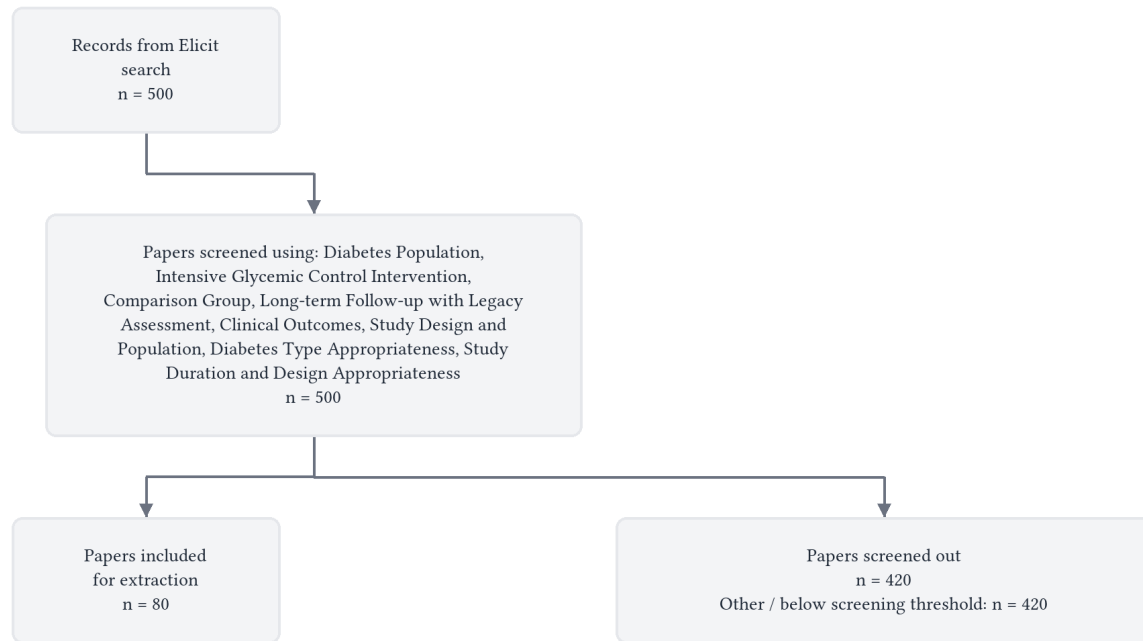 Records from Elicit
search
n = 500
Papers screened using: Diabetes Population,
Intensive Glycemic Control Intervention,
Comparison Group, Long-term Follow-up with Legacy
Assessment, Clinical Outcomes, Study Design and
Population, Diabetes Type Appropriateness, Study
Duration and Design Appropriateness
n = 500
Papers included
for extraction
n = 80
Papers screened out
n = 420
Other / below screening threshold: n = 420